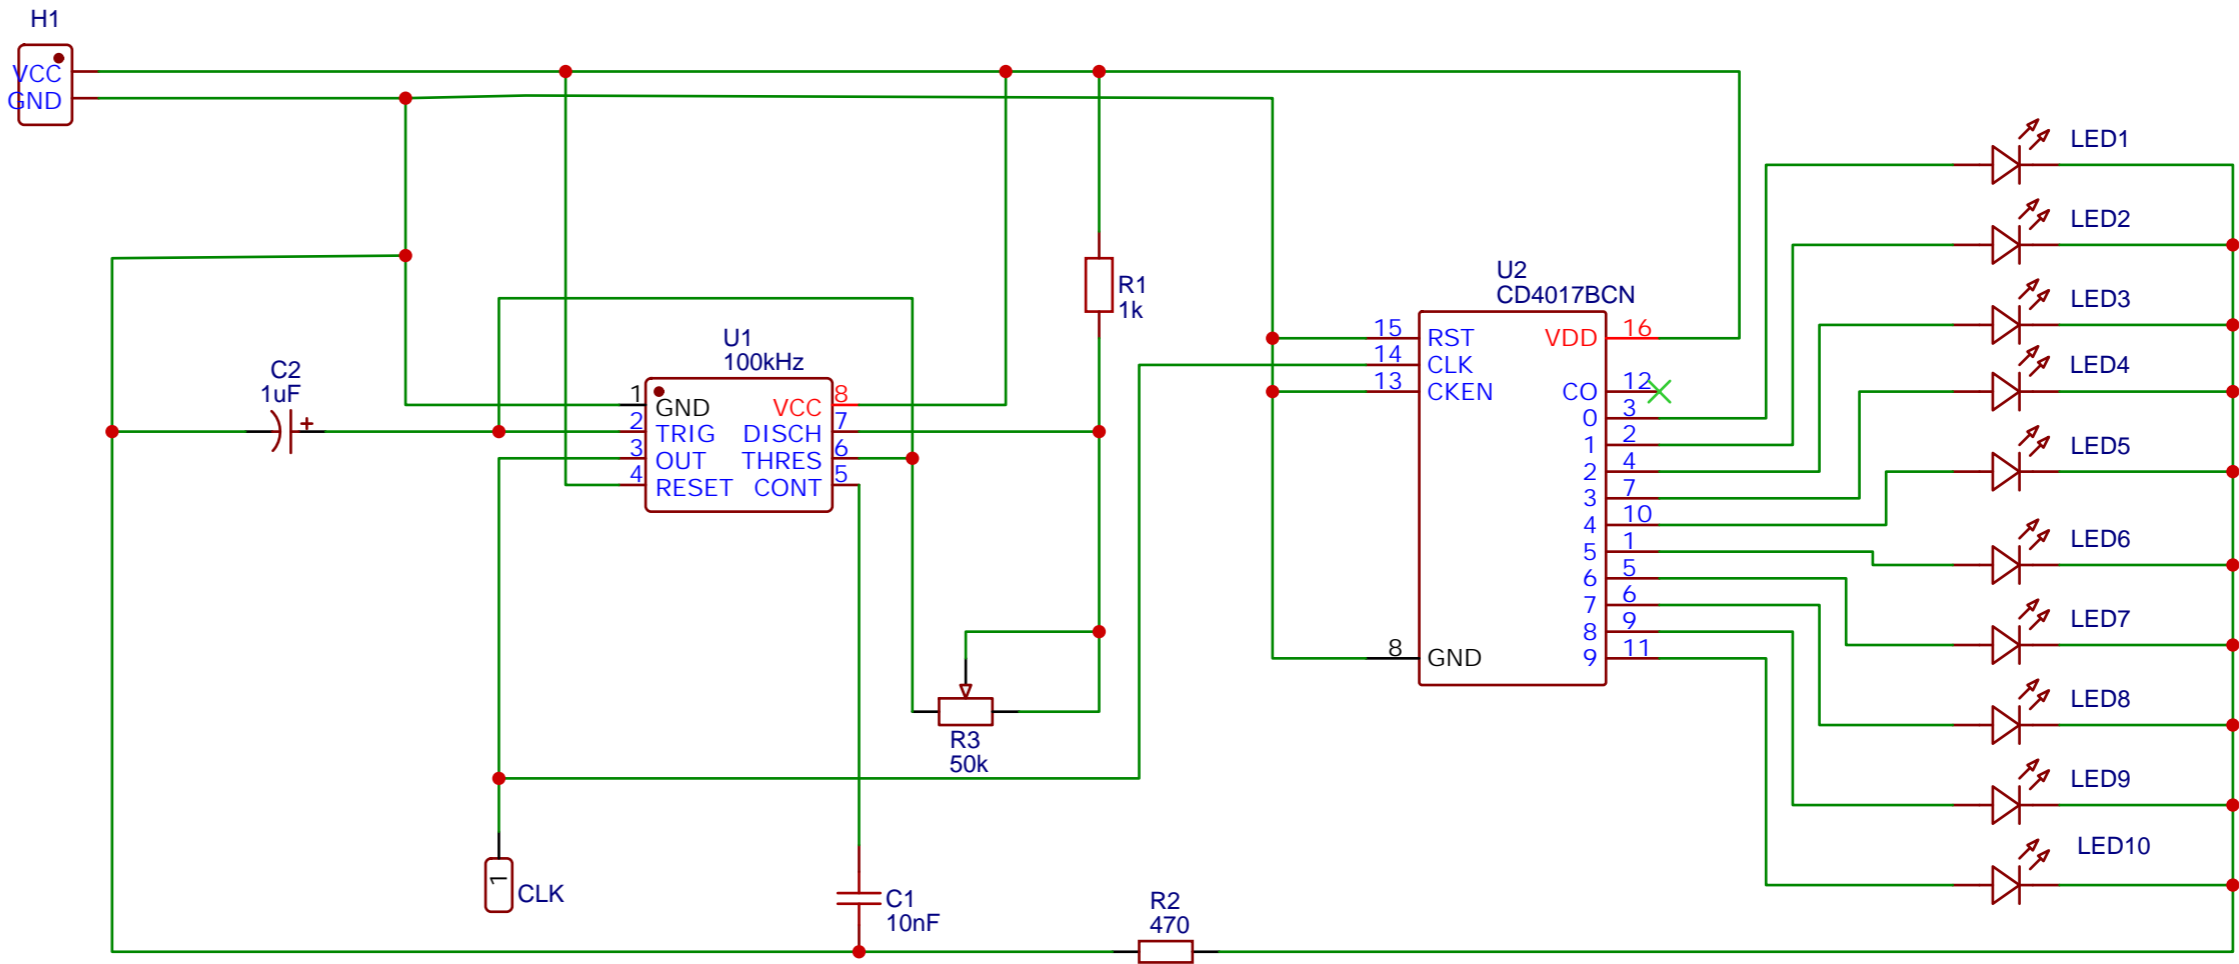 H1
VCC
GND
LED1
LED2
LED3
LED4
LED5
LED6
LED7
LED8
LED9
LED10
R1
1k
U2
CD4017BCN
15 RST
14 CLK
13 CKEN
8 GND
VDD 16
CO 12
0 3
1 2
2 4
3 7
4 10
5 1
6 5
7 6
8 9
9 11
U1
100kHz
1 GND
2 TRIG
3 OUT
4 RESET
VCC 8
DISCH 7
THRES 6
CONT 5
C2
1uF
+
R3
50k
1
CLK
C1
10nF
R2
470